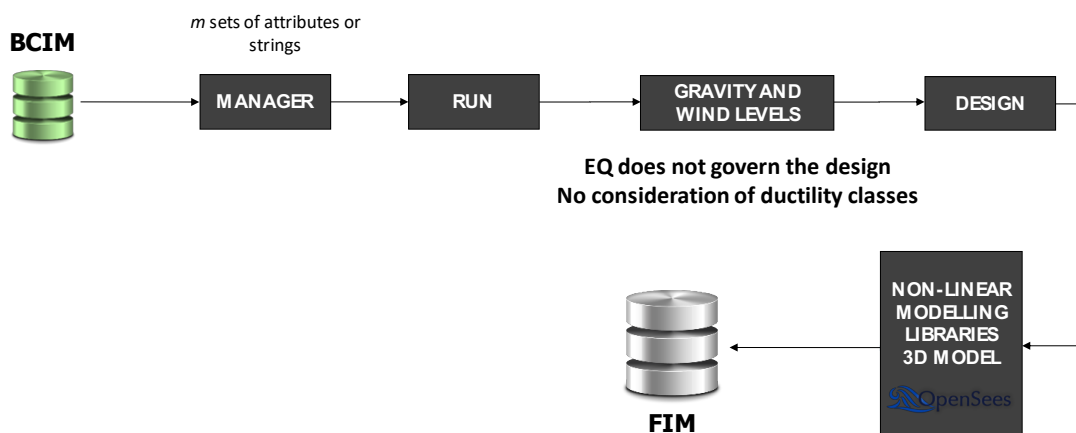 m sets of attributes or
strings
BCIM
MANAGER
RUN
GRAVITY AND
WIND LEVELS
DESIGN
EQ does not govern the design
No consideration of ductility classes
NON-LINEAR
MODELLING
LIBRARIES
3D MODEL
OpenSees
FIM